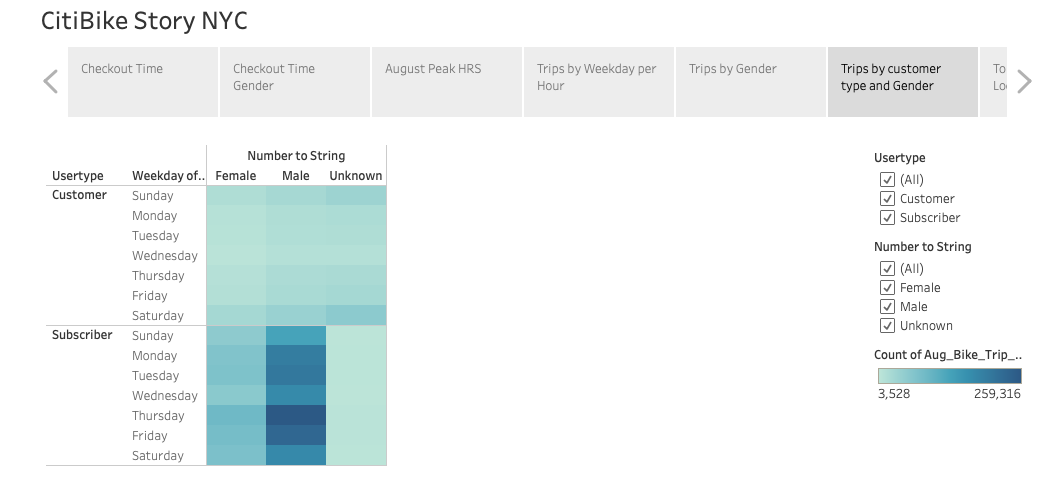 CitiBike Story NYC
Checkout Time
Checkout Time
Gender
August Peak HRS
Trips by Weekday per
Hour
Trips by Gender
Trips by customer
type and Gender
To
Lo
Number to String
Usertype Weekday of.. Female Male Unknown
Customer Sunday
Monday
Tuesday
Wednesday
Thursday
Friday
Saturday
Subscriber Sunday
Monday
Tuesday
Wednesday
Thursday
Friday
Saturday
Usertype
(All)
Customer
Subscriber
Number to String
(All)
Female
Male
Unknown
Count of Aug_Bike_Trip_..
3,528 259,316